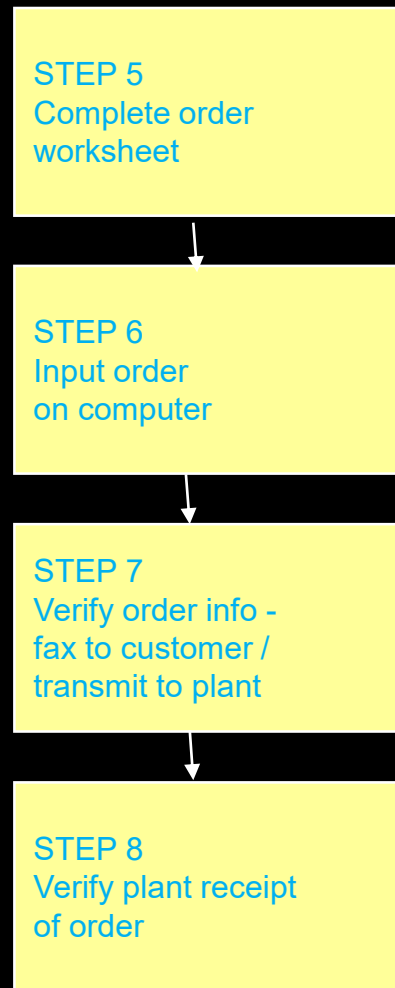 STEP 5
Complete order
worksheet
STEP 6
Input order
on computer
STEP 7
Verify order info -
fax to customer /
transmit to plant
STEP 8
Verify plant receipt
of order